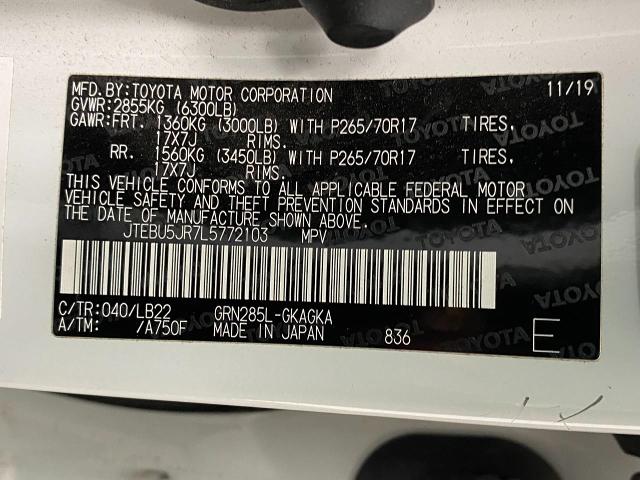 MFD.BY:TOYOTA MOTOR CORPORATION 11/19
GVWR:2855KG (6300LB)
GAWR:FRT. 1360KG (3000LB) WITH P265/70R17 TIRES,
17X7J RIMS.
RR. 1560KG (3450LB) WITH P265/70R17 TIRES,
17X7J RIMS.
THIS VEHICLE CONFORMS TO ALL APPLICABLE FEDERAL MOTOR
VEHICLE SAFETY AND THEFT PREVENTION STANDARDS IN EFFECT ON
THE DATE OF MANUFACTURE SHOWN ABOVE.
JTEBU5JR7L5772103 MPV
C/TR:040/LB22 GRN285L-GKAGKA
A/TM: /A750F MADE IN JAPAN 836 E